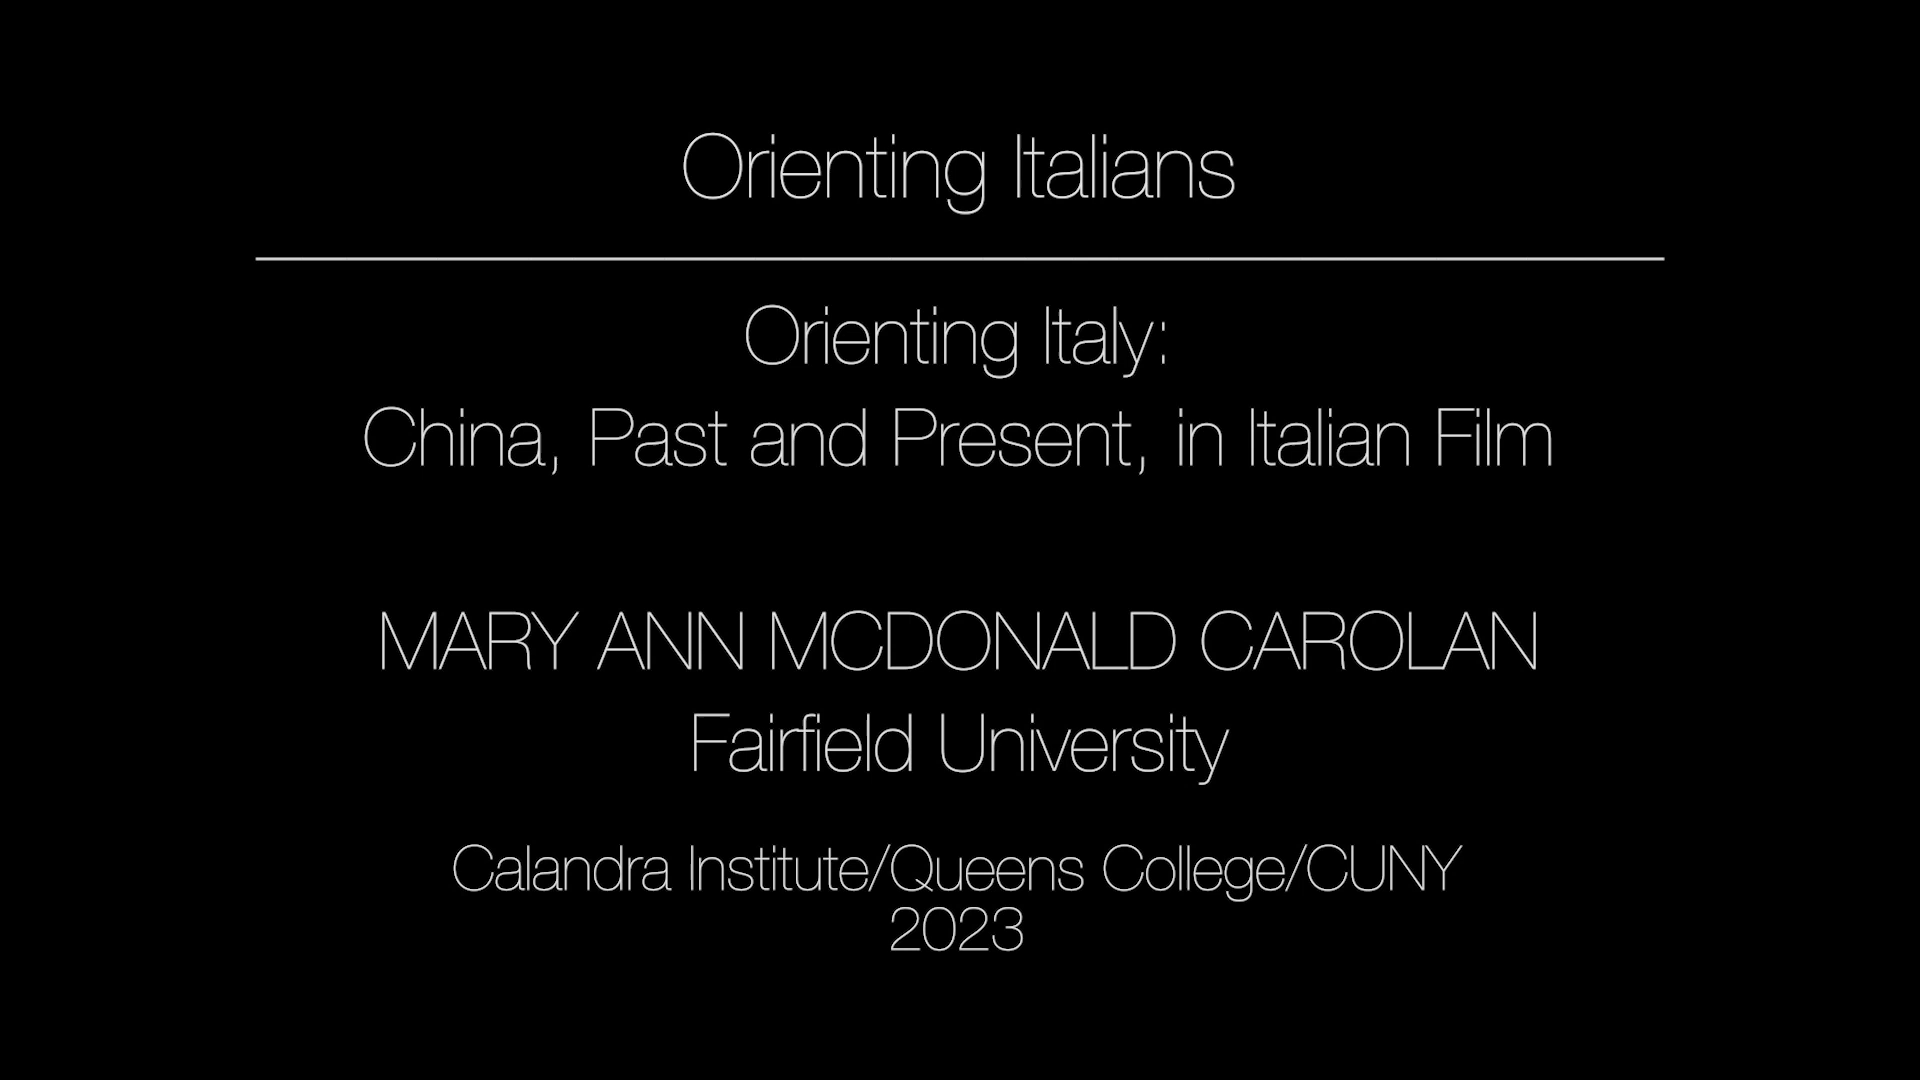 Orienting Italians
Orienting Italy:
China, Past and Present, in Italian Film
MARY ANN MCDONALD CAROLAN
Fairfield University
Calandra Institute/Queens College/CUNY
2023